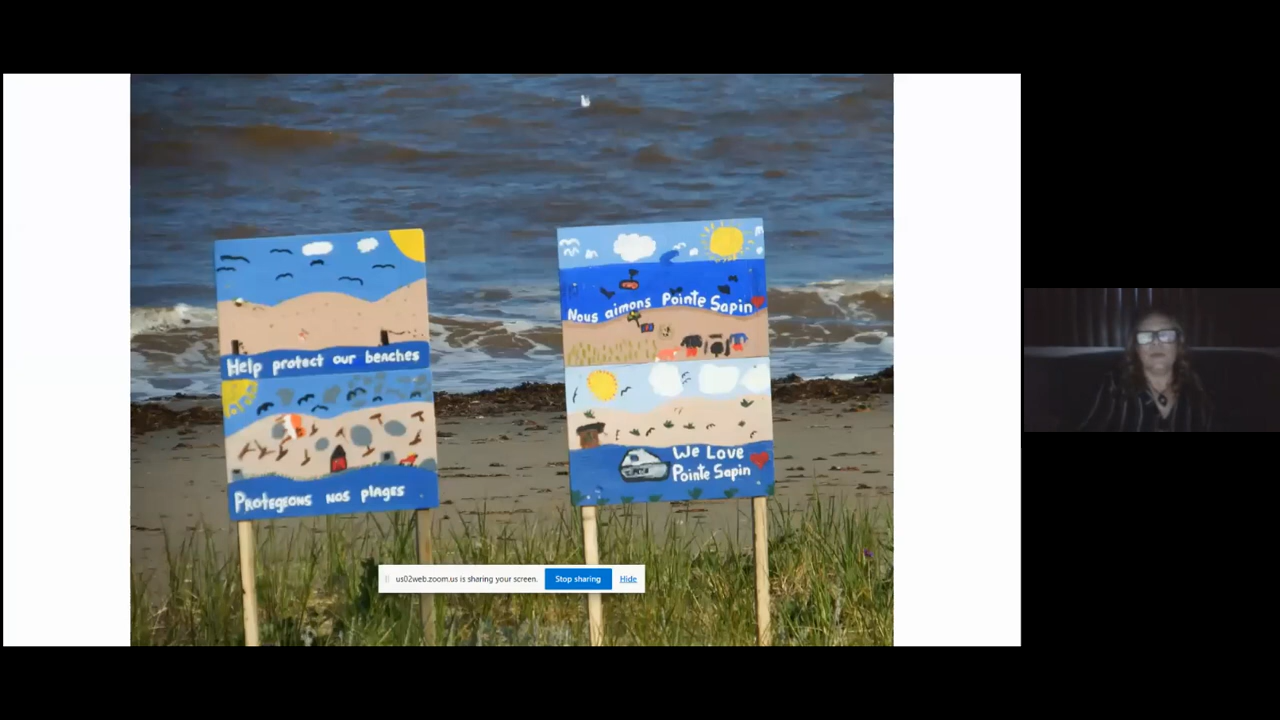 Help protect our beaches
Protegeons nos plages
Nous aimons Pointe Sapin
We Love
Pointe Sapin
us02web.zoom.us is sharing your screen.
Stop sharing
Hide